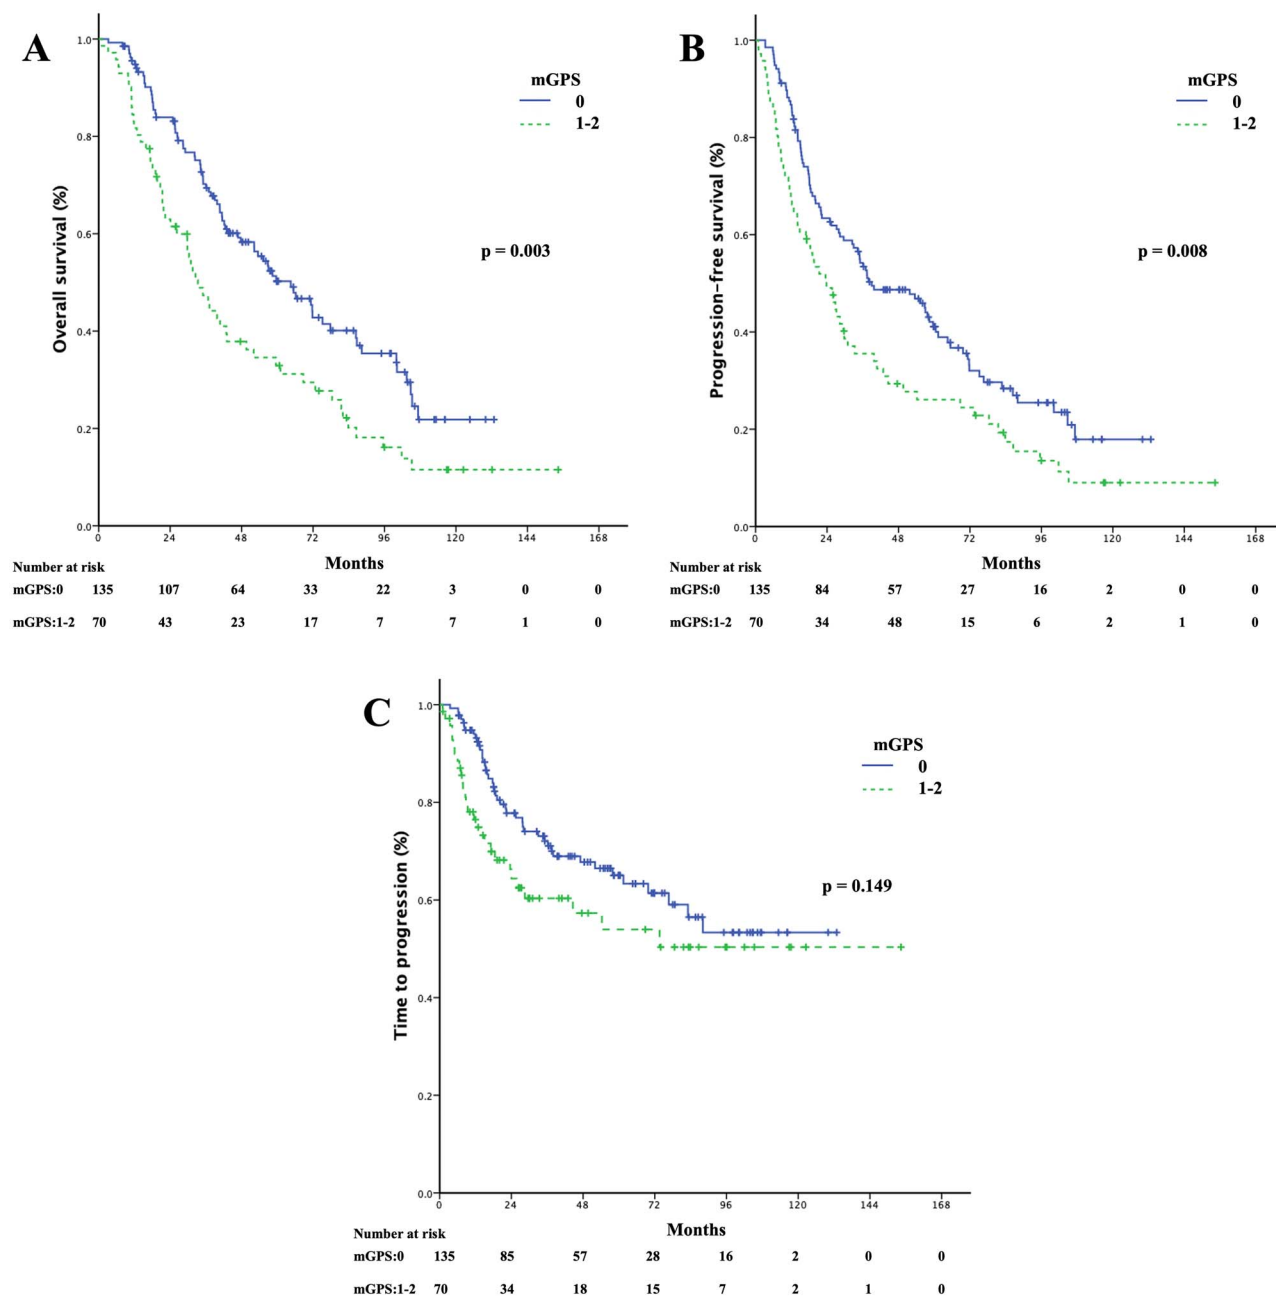 A
mGPS
0
1-2
p = 0.003
Overall survival (%)
1.0
0.8
0.6
0.4
0.2
0.0
0 24 48 72 96 120 144 168
Months
Number at risk
mGPS:0 135 107 64 33 22 3 0 0
mGPS:1-2 70 43 23 17 7 7 1 0
B
mGPS
0
1-2
p = 0.008
Progression-free survival (%)
1.0
0.8
0.6
0.4
0.2
0.0
0 24 48 72 96 120 144 168
Months
Number at risk
mGPS:0 135 84 57 27 16 2 0 0
mGPS:1-2 70 34 48 15 6 2 1 0
C
mGPS
0
1-2
p = 0.149
Time to progression (%)
1.0
0.8
0.6
0.4
0.2
0.0
0 24 48 72 96 120 144 168
Months
Number at risk
mGPS:0 135 85 57 28 16 2 0 0
mGPS:1-2 70 34 18 15 7 2 1 0